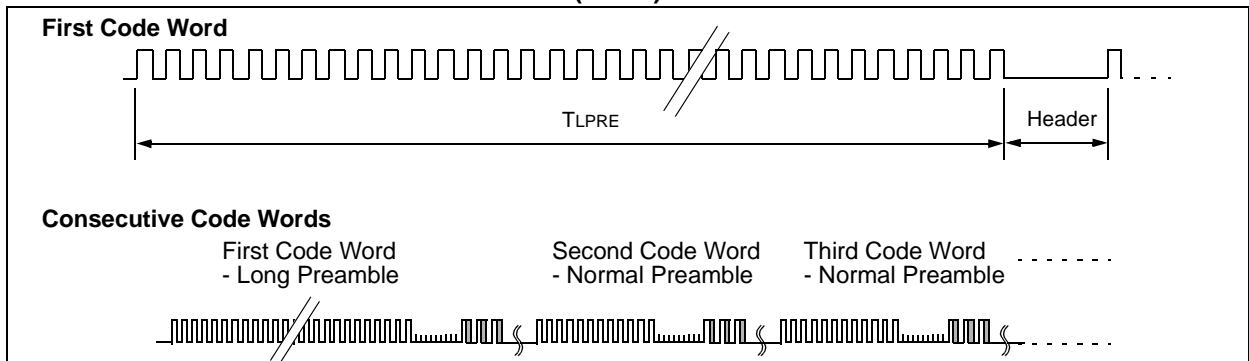 First Code Word
TLPRE
Header
Consecutive Code Words
First Code Word
- Long Preamble
Second Code Word
- Normal Preamble
Third Code Word
- Normal Preamble